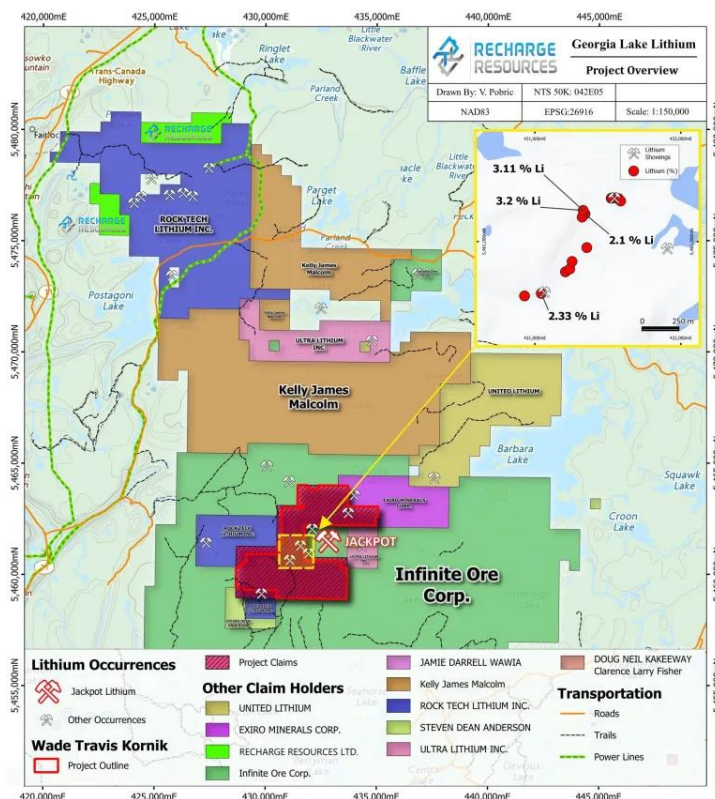 420,000mE
425,000mE
430,000mE
435,000mE
440,000mE
445,000mE
RECHARGE
RESOURCES
Georgia Lake Lithium
Project Overview
Drawn By: V. Pobric
NTS 50K: 042E05
NAD83
EPSG:26916
Scale: 1:150,000
Ringlet
Lake
Little
Blackwater
River
Trans-Canada
Highway
Parland
Creek
Baffle
Lake
5,480,000mN
RECHARGE RESOURCES
RECHARGE
RESOURCES
ROCK TECH
LITHIUM INC.
Parget
Lake
Parland
Creek
Lithium
Showings
Lithium (%)
3.11 % Li
3.2 % Li
2.1 % Li
2.33 % Li
0
250 m
5,475,000mN
Kelly James
Malcolm
Postagoni
Lake
ULTRA LITHIUM
INC.
5,470,000mN
Kelly James
Malcolm
UNITED LITHIUM
Barbara
Lake
5,465,000mN
Squawk
Lake
EXIRO MINERALS
CORP.
Croon
Lake
ROCK TECH
LITHIUM INC.
JACKPOT
5,460,000mN
Infinite Ore
Corp.
5,455,000mN
Lithium Occurrences
Jackpot Lithium
Other Occurrences
Wade Travis Kornik
Project Outline
Project Claims
Other Claim Holders
UNITED LITHIUM
EXIRO MINERALS CORP.
RECHARGE RESOURCES LTD.
Infinite Ore Corp.
JAMIE DARRELL WAWIA
Kelly James Malcolm
ROCK TECH LITHIUM INC.
STEVEN DEAN ANDERSON
ULTRA LITHIUM INC.
DOUG NEIL KAKEEWAY
Clarence Larry Fisher
Transportation
Roads
Trails
Power Lines
420,000mE
425,000mE
430,000mE
435,000mE
440,000mE
445,000mE